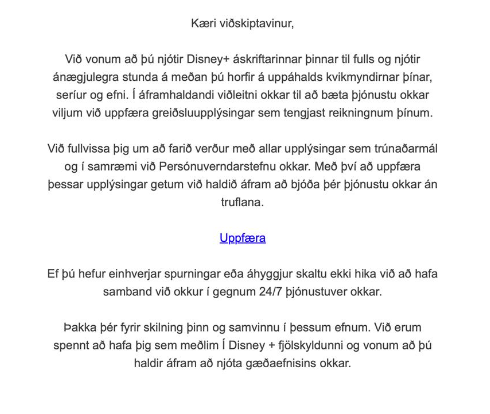 Kæri viðskiptavinur,
Við vonum að þú njótir Disney+ áskriftarinnar þinnar til fulls og njótir
ánægjulegra stunda á meðan þú horfir á uppáhalds kvikmyndirnar þínar,
seríur og efni. Í áframhaldandi viðleitni okkar til að bæta þjónustu okkar
viljum við uppfæra greiðsluupplýsingar sem tengjast reikningnum þínum.
Við fullvissa þig um að farið verður með allar upplýsingar sem trúnaðarmál
og í samræmi við Persónuverndarstefnu okkar. Með því að uppfæra
þessar upplýsingar getum við haldið áfram að bjóða þér þjónustu okkar án
truflana.
Uppfæra
Ef þú hefur einhverjar spurningar eða áhyggjur skaltu ekki hika við að hafa
samband við okkur í gegnum 24/7 þjónustuver okkar.
Þakka þér fyrir skilning þinn og samvinnu í þessum efnum. Við erum
spennt að hafa þig sem meðlim Í Disney + fjölskyldunni og vonum að þú
haldir áfram að njóta gæðaefnisins okkar.